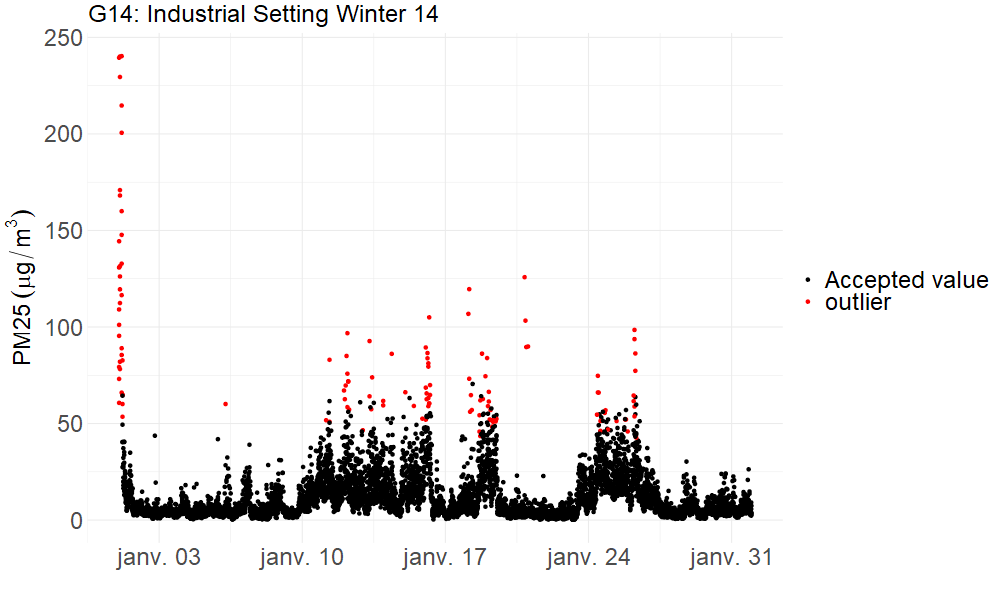 G14: Industrial Setting Winter 14
250
200
150
100
50
0
PM25 (μg/m³)
janv. 03 janv. 10 janv. 17 janv. 24 janv. 31
Accepted value
outlier